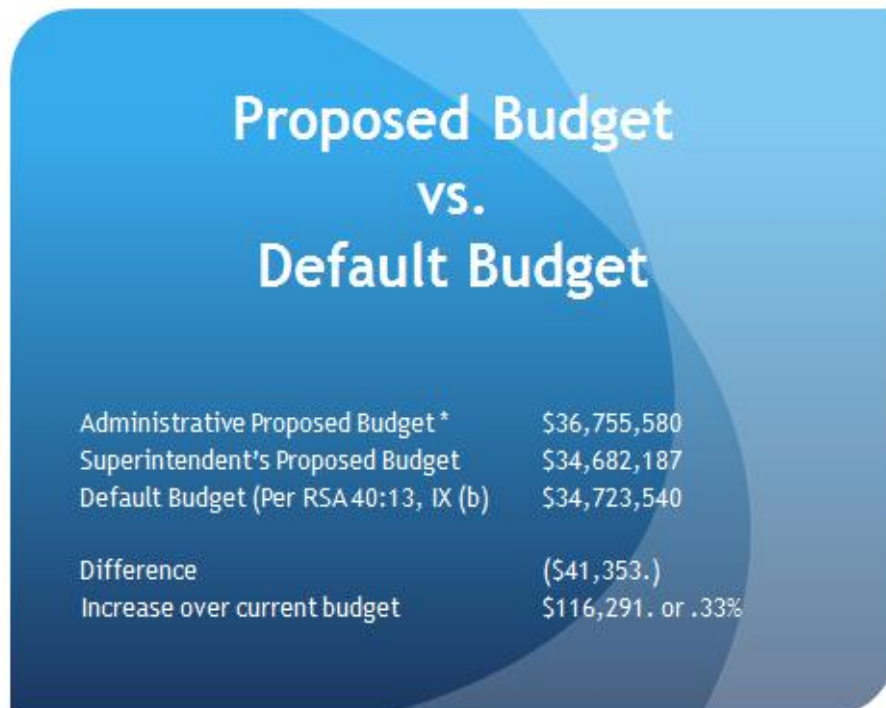 Proposed Budget
vs.
Default Budget
Administrative Proposed Budget * $36,755,580
Superintendent's Proposed Budget $34,682,187
Default Budget (Per RSA 40:13, IX (b) $34,723,540
Difference ($41,353.)
Increase over current budget $116,291. or .33%